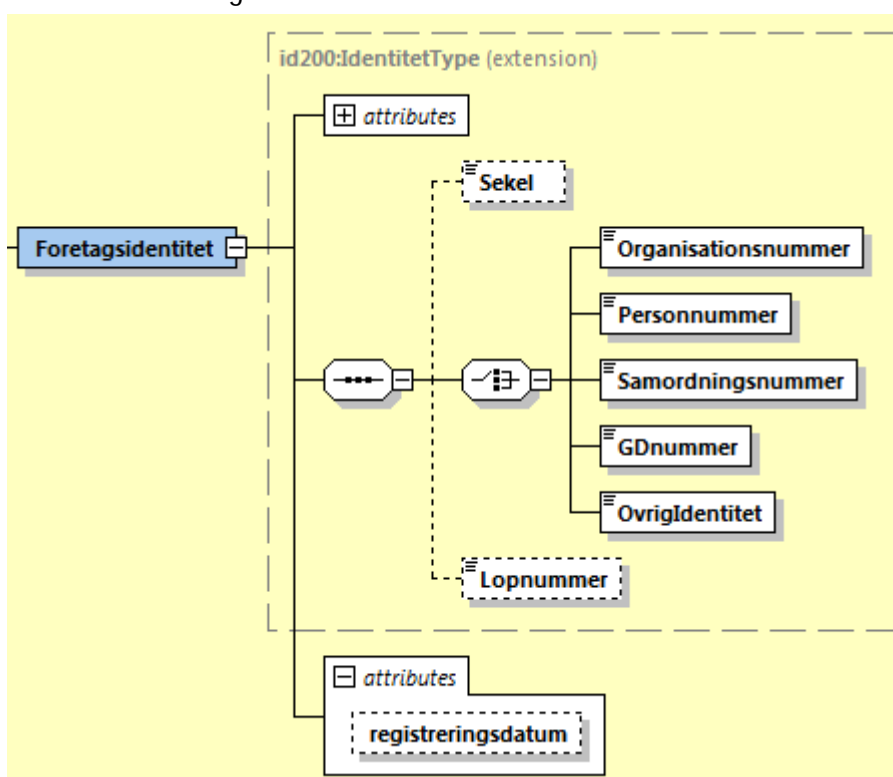 id200:IdentitetType (extension)
attributes
Sekel
Foretagsidentitet
Organisationsnummer
Personnummer
Samordningsnummer
GDnummer
OvrigIdentitet
Lopnummer
attributes
registreringsdatum